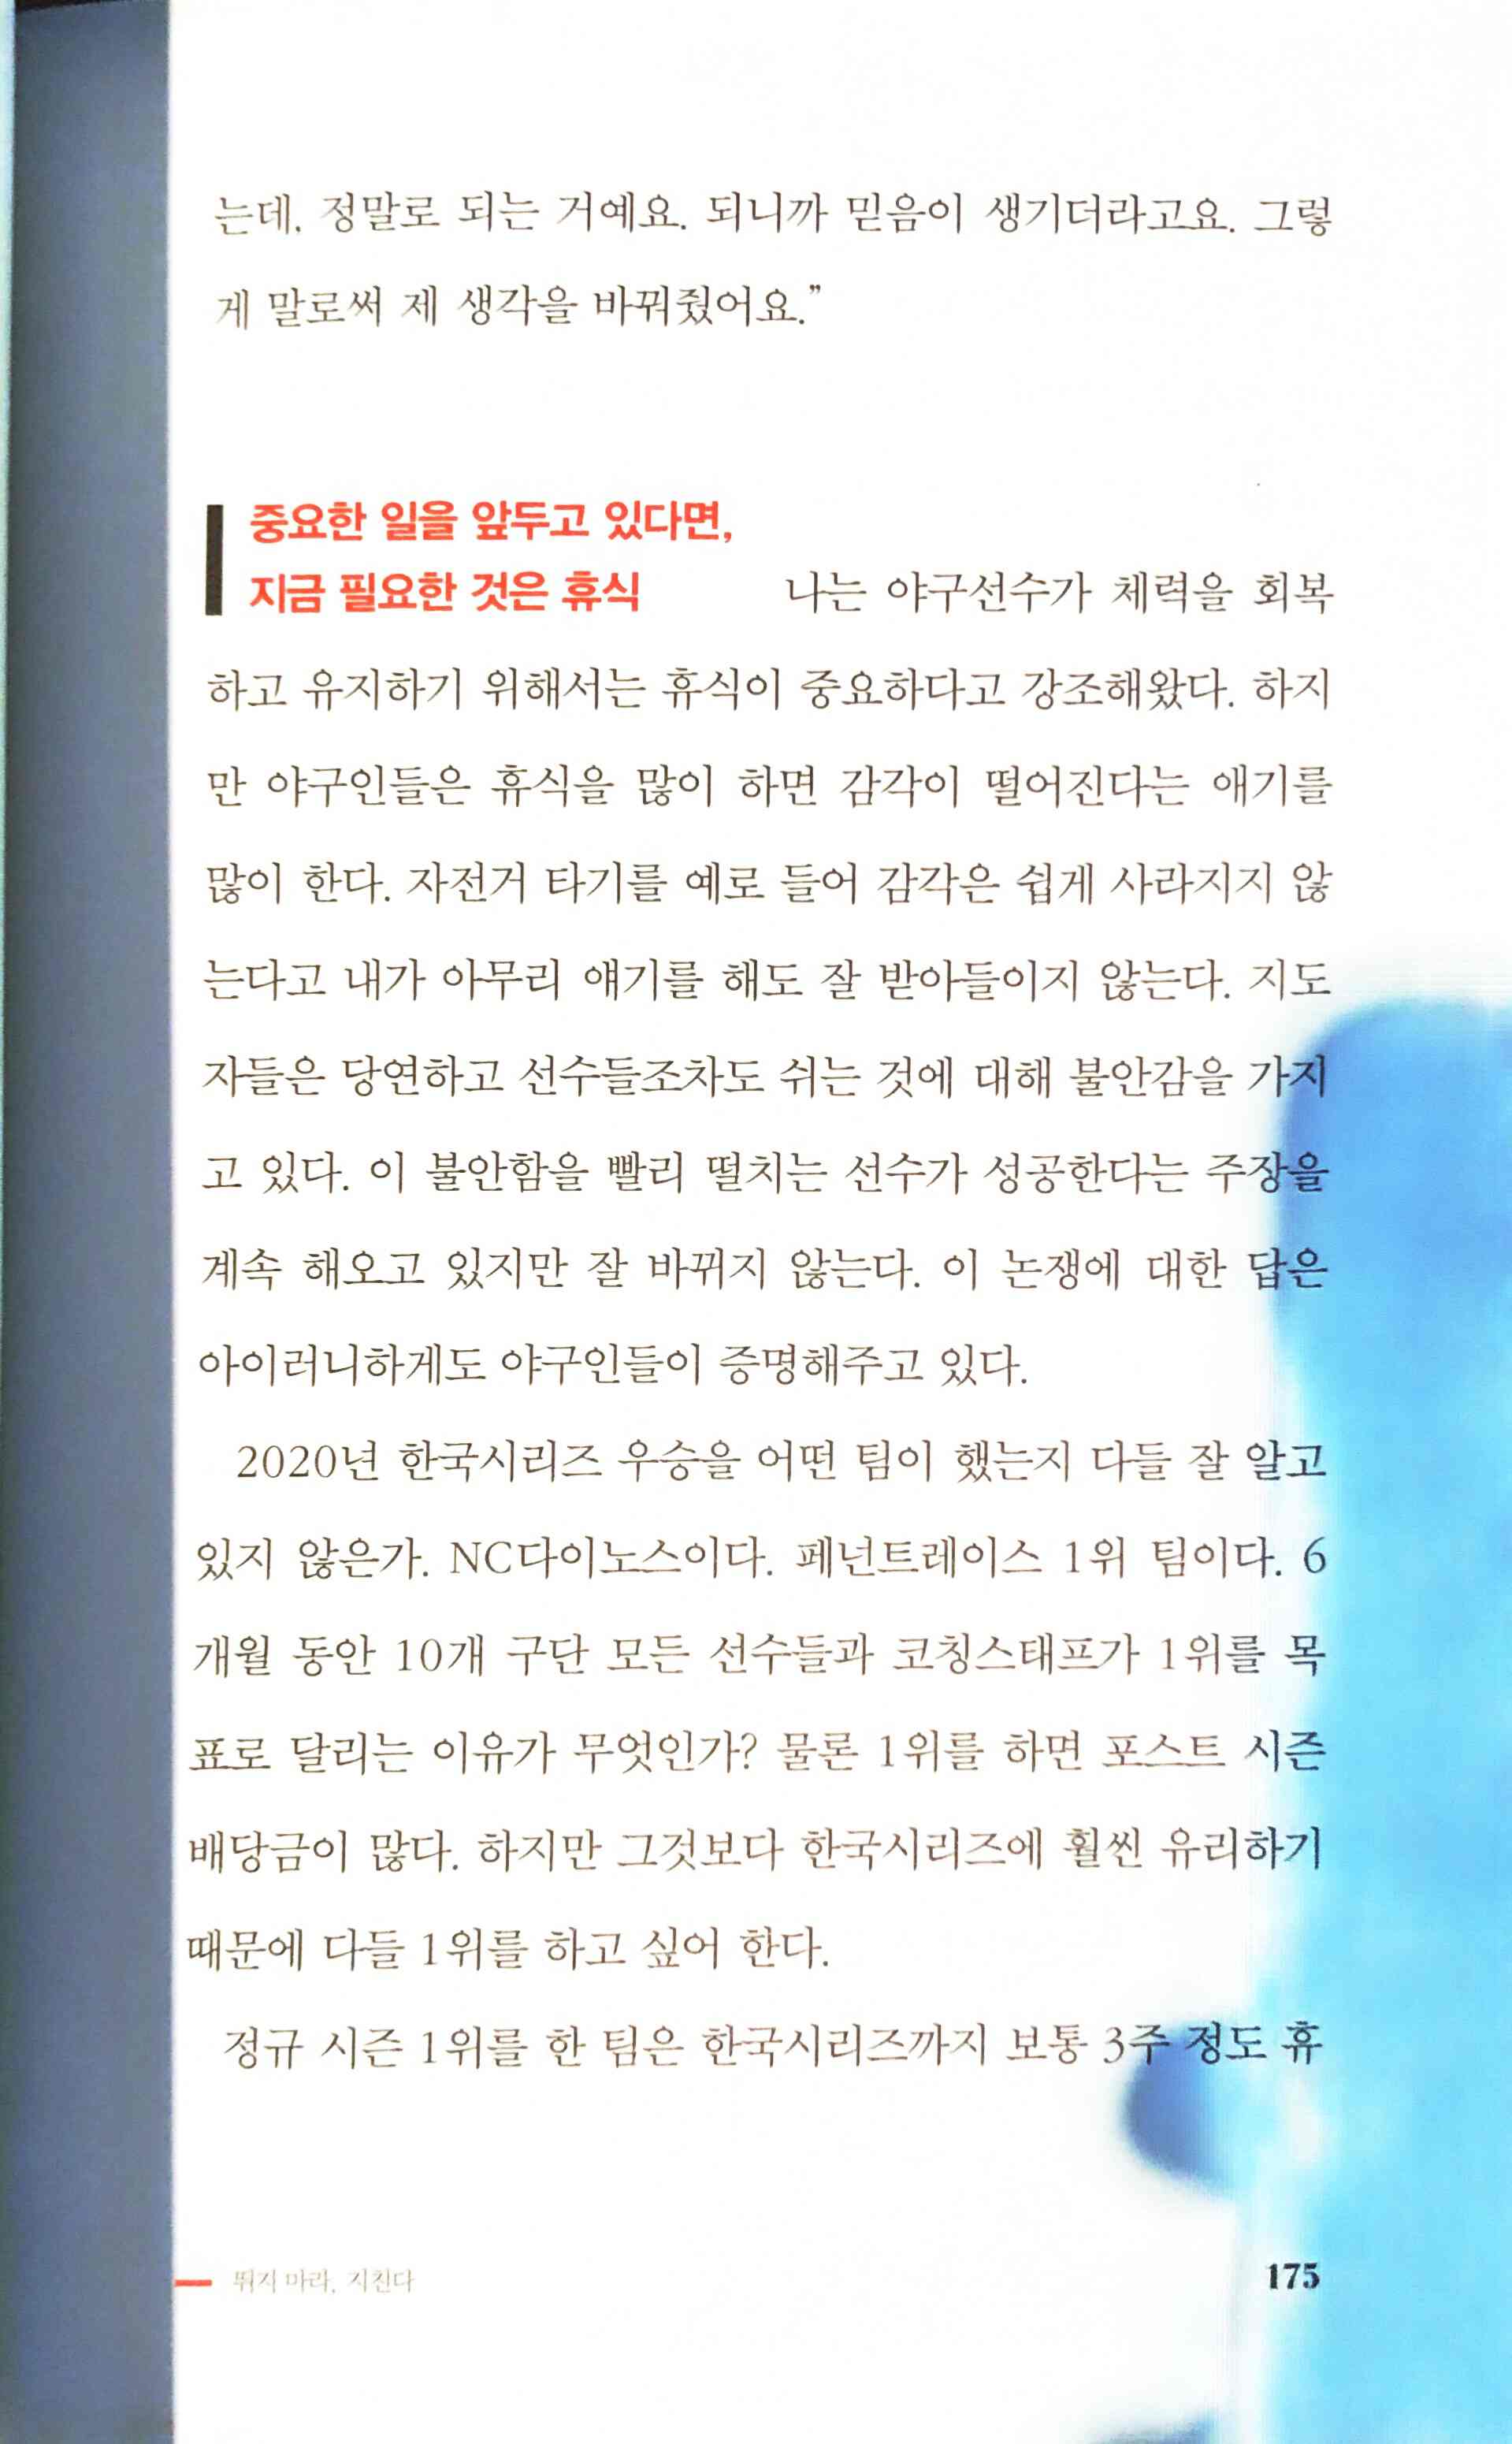 는데, 정말로 되는 거예요. 되니까 믿음이 생기더라고요. 그렇
게 말로써 제 생각을 바꿔줬어요.”
중요한 일을 앞두고 있다면,
지금 필요한 것은 휴식
나는 야구선수가 체력을 회복
하고 유지하기 위해서는 휴식이 중요하다고 강조해왔다. 하지
만 야구인들은 휴식을 많이 하면 감각이 떨어진다는 얘기를
많이 한다. 자전거 타기를 예로 들어 감각은 쉽게 사라지지 않
는다고 내가 아무리 얘기를 해도 잘 받아들이지 않는다. 지도
자들은 당연하고 선수들조차도 쉬는 것에 대해 불안감을 가지
고 있다. 이 불안함을 빨리 떨치는 선수가 성공한다는 주장을
계속 해오고 있지만 잘 바뀌지 않는다. 이 논쟁에 대한 답은
아이러니하게도 야구인들이 증명해주고 있다.
2020년 한국시리즈 우승을 어떤 팀이 했는지 다들 잘 알고
있지 않은가. NC다이노스이다. 페넌트레이스 1위 팀이다. 6
개월 동안 10개 구단 모든 선수들과 코칭스태프가 1위를 목
표로 달리는 이유가 무엇인가? 물론 1위를 하면 포스트 시즌
배당금이 많다. 하지만 그것보다 한국시리즈에 훨씬 유리하기
때문에 다들 1위를 하고 싶어 한다.
정규 시즌 1위를 한 팀은 한국시리즈까지 보통 3주 정도 휴
뛰지 마라, 지친다
175